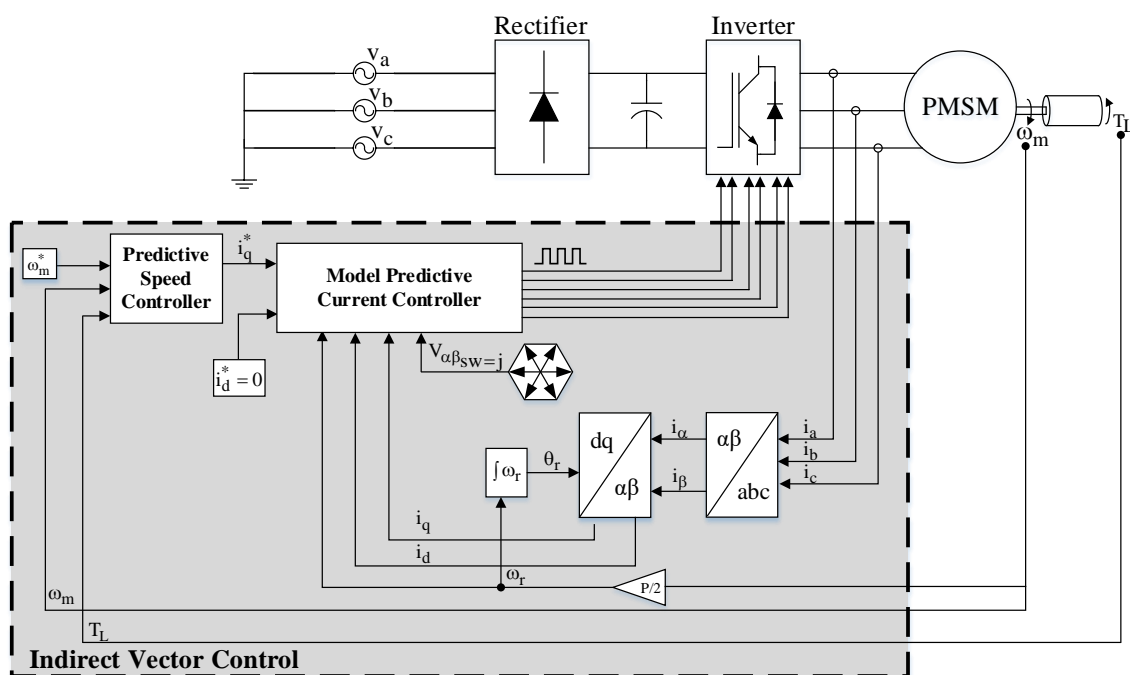 Rectifier
Inverter
va
vb
vc
PMSM
ωm
TL
ω*m
Predictive
Speed
Controller
i*q
Model Predictive
Current Controller
i*d = 0
Vαβsw=j
dq
αβ
iα
iβ
αβ
abc
ia
ib
ic
∫ωr
θr
iq
id
ωr
P/2
ωm
TL
Indirect Vector Control